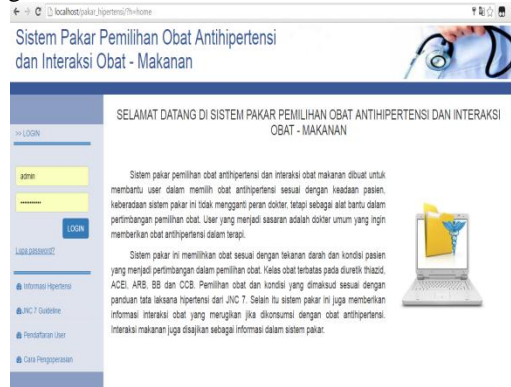 localhost/pakar_hipertensi/?h=home
Sistem Pakar Pemilihan Obat Antihipertensi
dan Interaksi Obat - Makanan
>> LOGIN
admin
LOGIN
Lupa password?
Informasi Hipertensi
JNC 7 Guideline
Pendaftaran User
Cara Pengoperasian
SELAMAT DATANG DI SISTEM PAKAR PEMILIHAN OBAT ANTIHIPERTENSI DAN INTERAKSI
OBAT - MAKANAN
Sistem pakar pemilihan obat antihipertensi dan interaksi obat makanan dibuat untuk
membantu user dalam memilih obat antihipertensi sesuai dengan keadaan pasien,
keberadaan sistem pakar ini tidak mengganti peran dokter, tetapi sebagai alat bantu dalam
pertimbangan pemilihan obat. User yang menjadi sasaran adalah dokter umum yang ingin
memberikan obat antihipertensi dalam terapi.
Sistem pakar ini memilihkan obat sesuai dengan tekanan darah dan kondisi pasien
yang menjadi pertimbangan dalam pemilihan obat. Kelas obat terbatas pada diuretik thiazid,
ACEI, ARB, BB dan CCB. Pemilihan obat dan kondisi yang dimaksud sesuai dengan
panduan tata laksana hipertensi dari JNC 7. Selain itu sistem pakar ini juga memberikan
informasi interaksi obat yang merugikan jika dikonsumsi dengan obat antihipertensi.
Interaksi makanan juga disajikan sebagai informasi dalam sistem pakar.